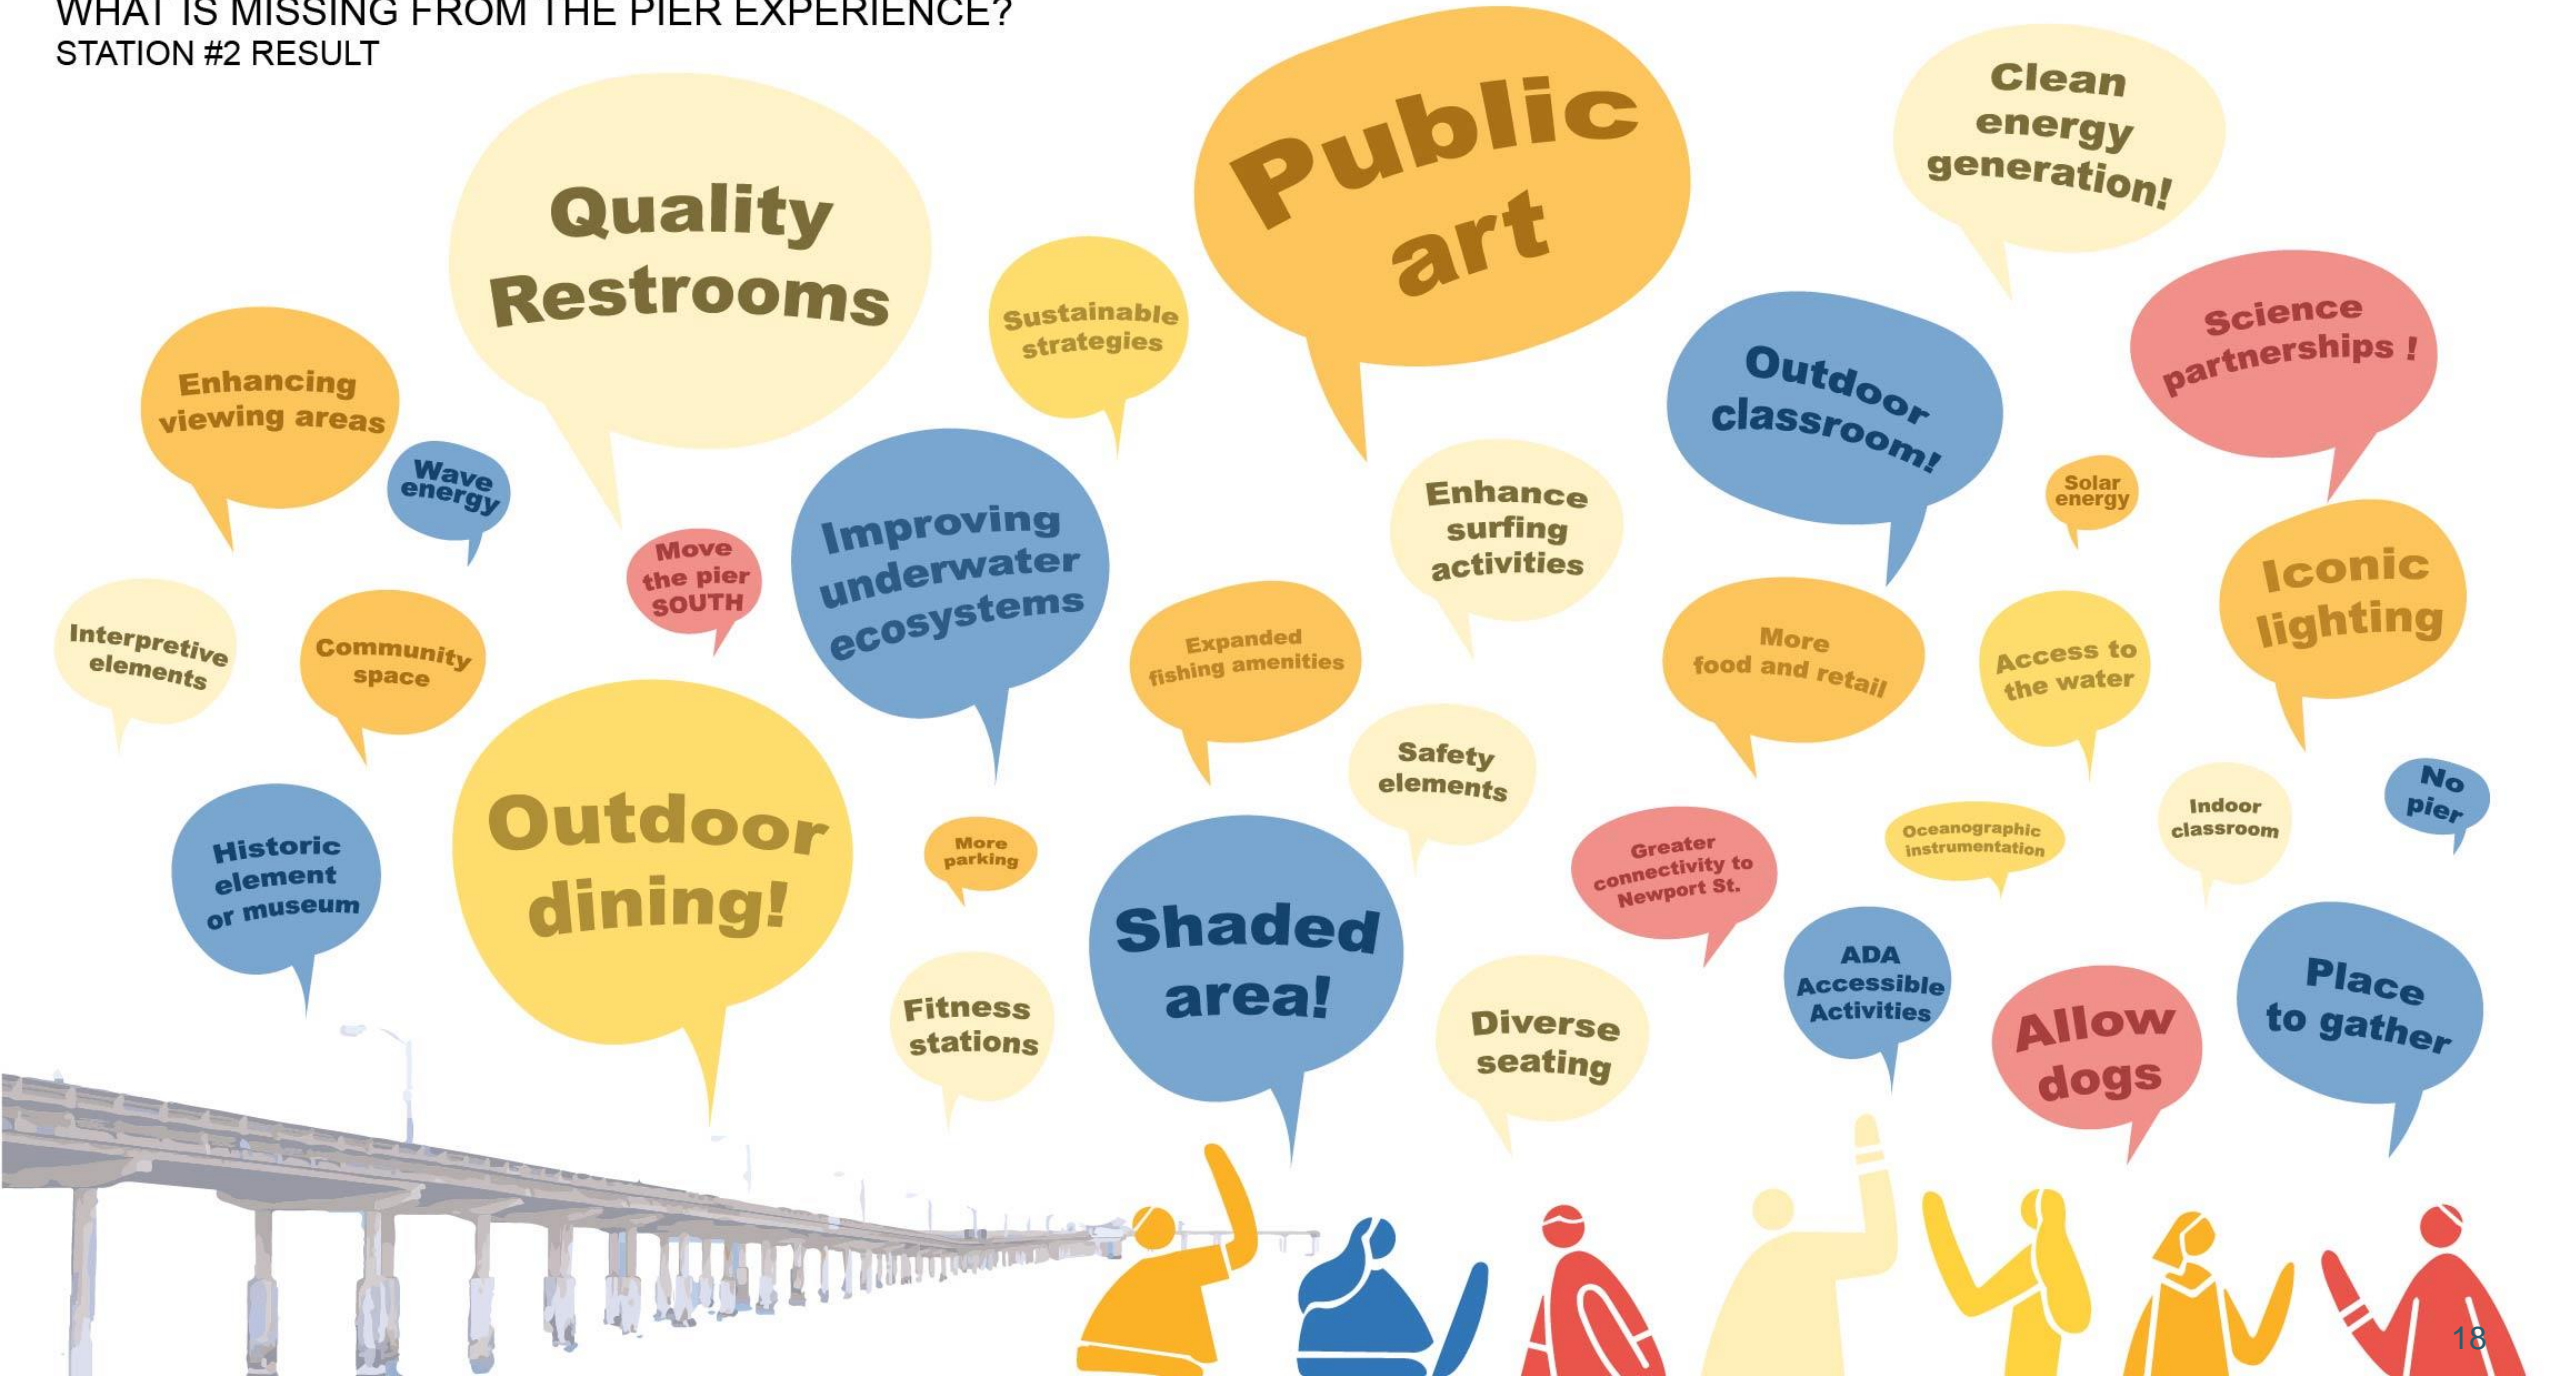 WHAT IS MISSING FROM THE PIER EXPERIENCE?
STATION #2 RESULT
Quality
Restrooms
Public
art
Clean
energy
generation!
Sustainable
strategies
Science
partnerships !
Enhancing
viewing areas
Outdoor
classroom!
Wave
energy
Improving
underwater
ecosystems
Enhance
surfing
activities
Solar
energy
Move
the pier
SOUTH
Iconic
lighting
Interpretive
elements
Community
space
Expanded
fishing amenities
More
food and retail
Access to
the water
Safety
elements
No
pier
Historic
element
or museum
Outdoor
dining!
More
parking
Shaded
area!
Greater
connectivity to
Newport St.
Oceanographic
instrumentation
Indoor
classroom
Fitness
stations
Diverse
seating
ADA
Accessible
Activities
Allow
dogs
Place
to gather
18